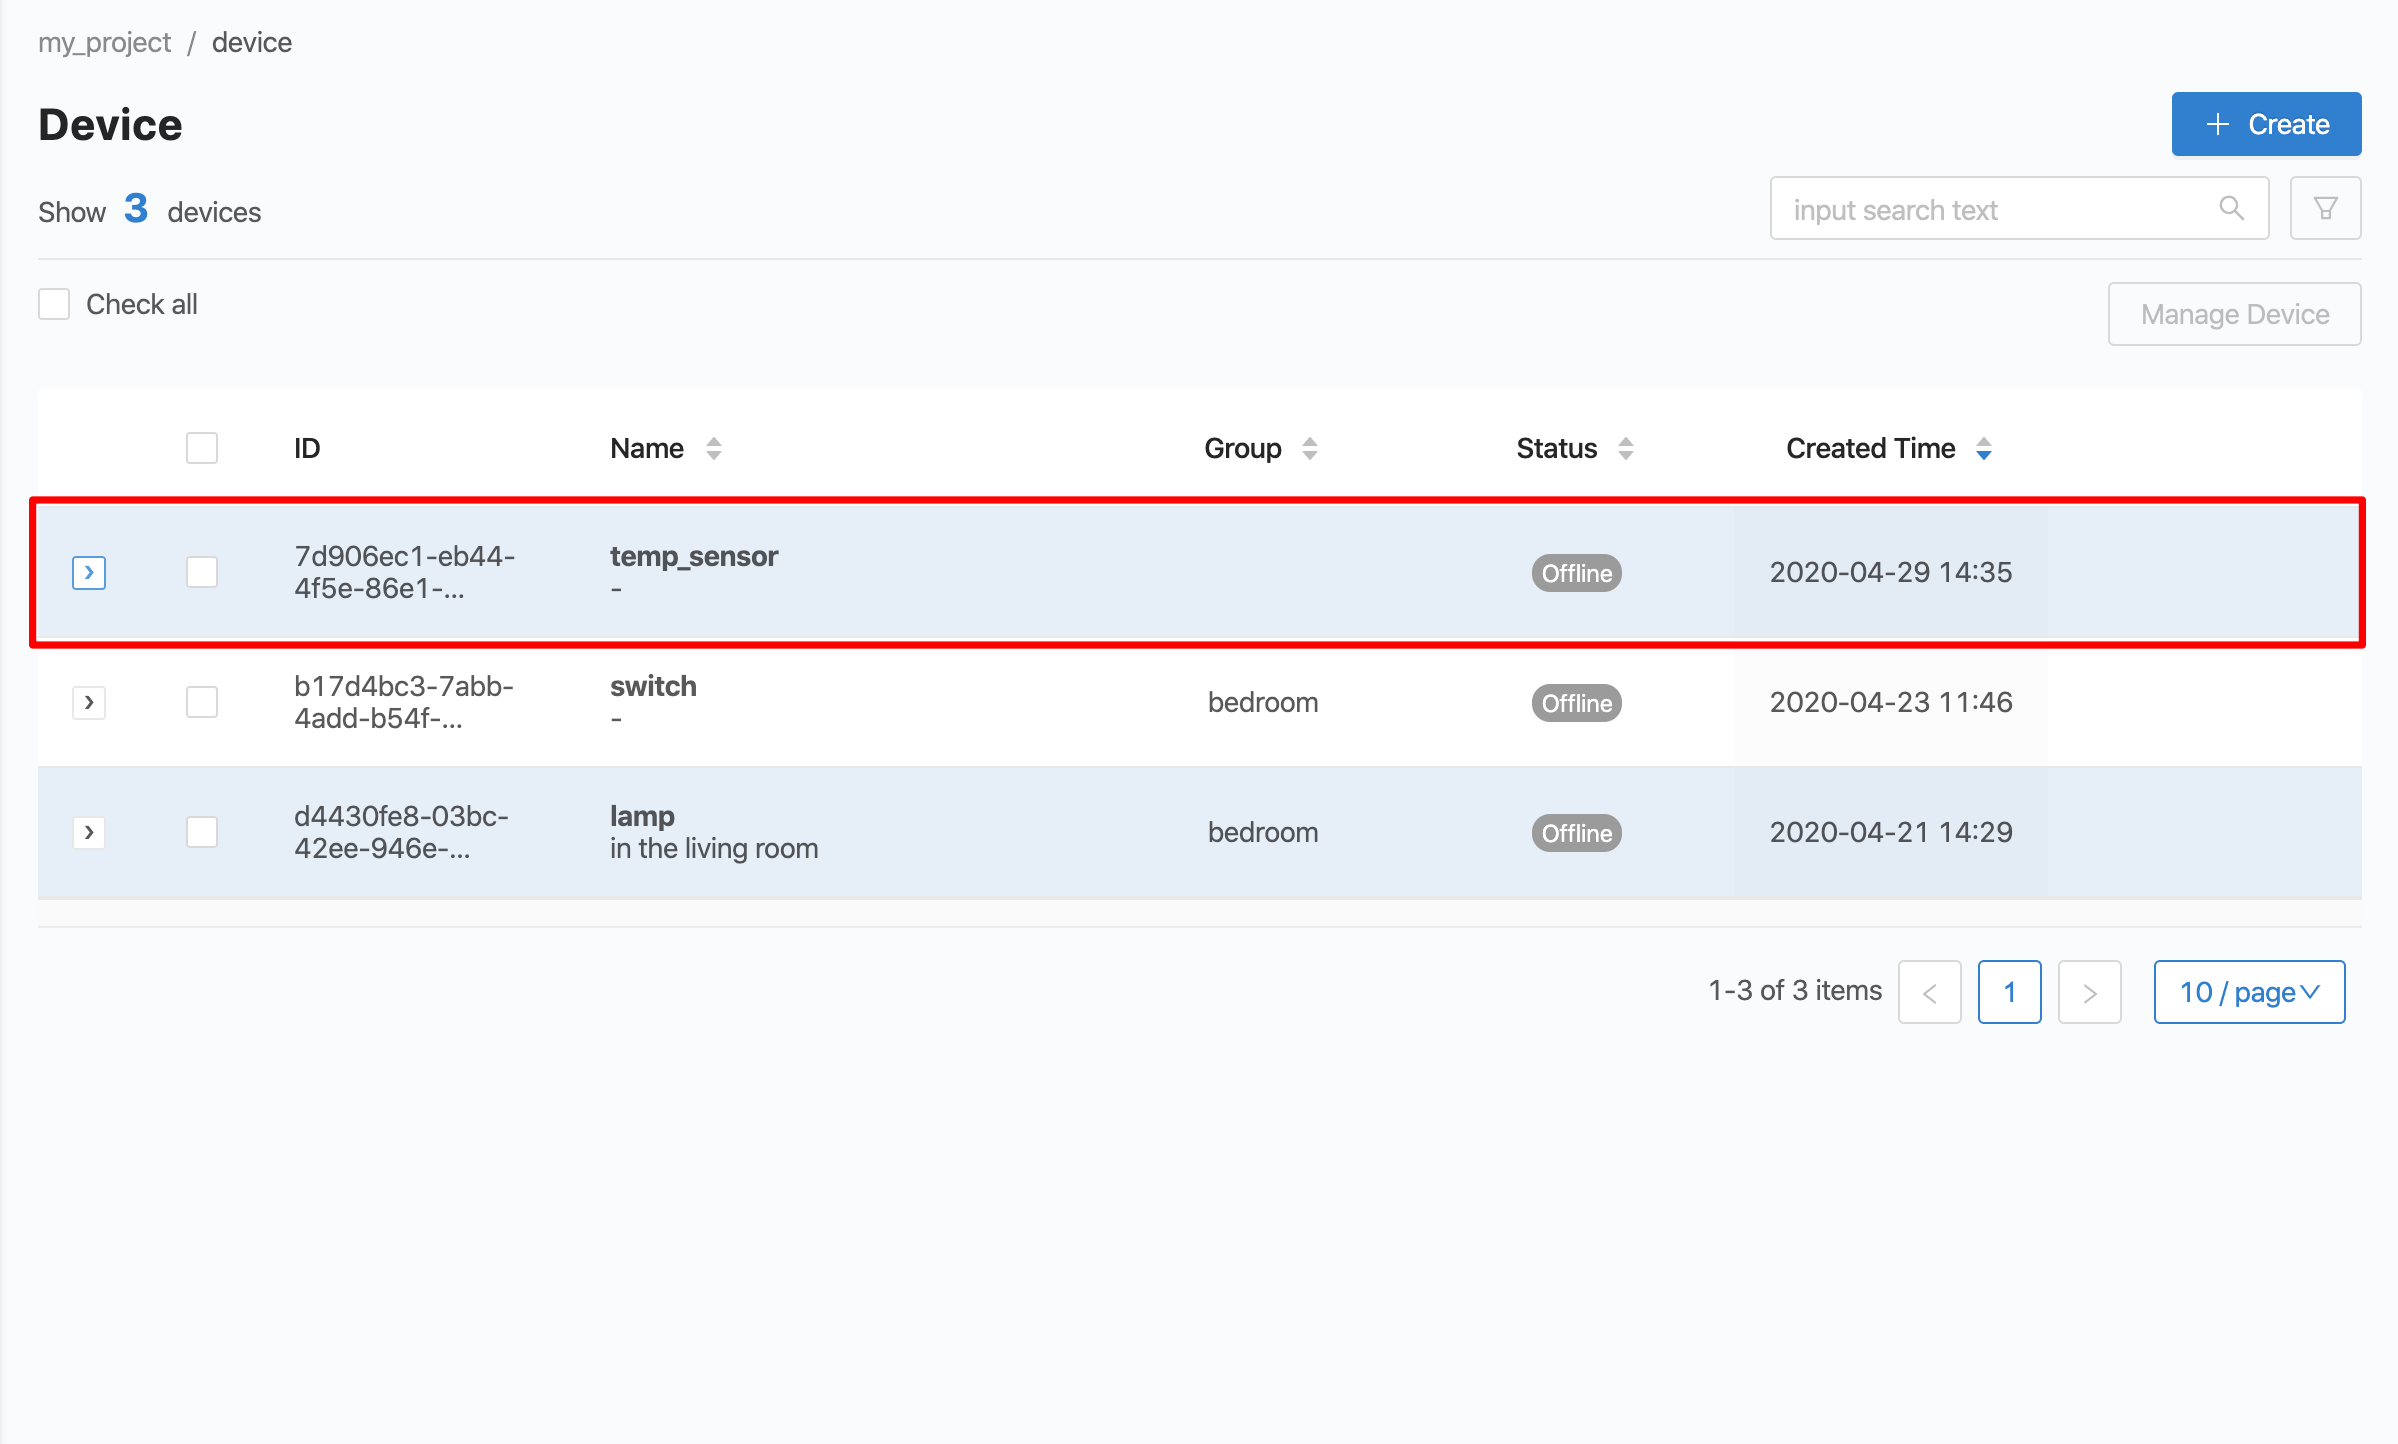 my_project / device
Device
+ Create
Show 3 devices
input search text
Check all
Manage Device
ID Name Group Status Created Time
7d906ec1-eb44-
4f5e-86e1-...
temp_sensor
-
Offline
2020-04-29 14:35
b17d4bc3-7abb-
4add-b54f-...
switch
-
bedroom
Offline
2020-04-23 11:46
d4430fe8-03bc-
42ee-946e-...
lamp
in the living room
bedroom
Offline
2020-04-21 14:29
1-3 of 3 items < 1 > 10 / page